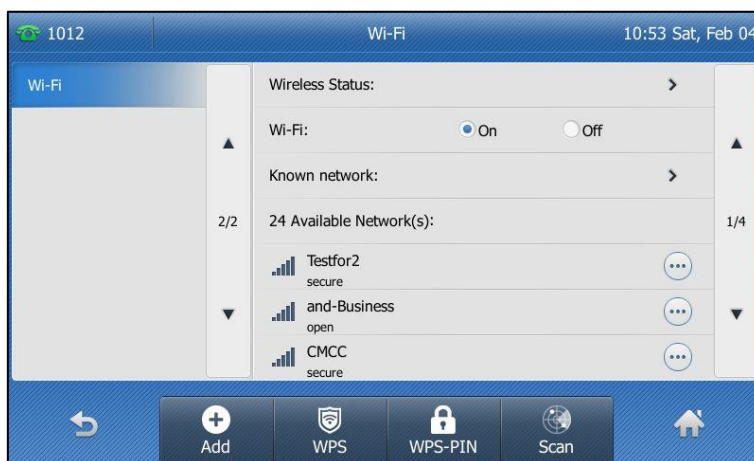 1012 Wi-Fi 10:53 Sat, Feb 04
Wi-Fi
2/2
Wireless Status:
Wi-Fi: On Off
Known network:
24 Available Network(s):
1/4
Testfor2
secure
and-Business
open
CMCC
secure
Add WPS WPS-PIN Scan